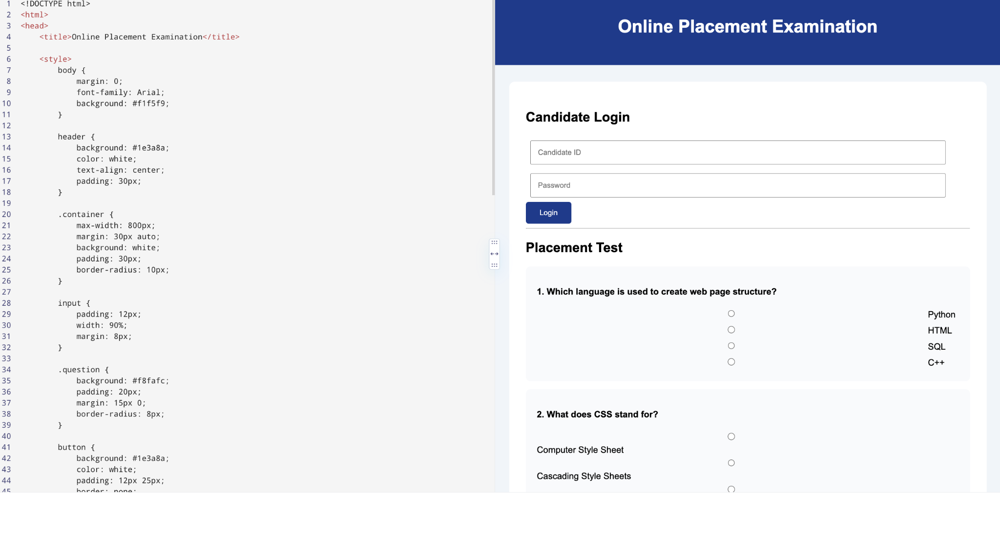 1 <!DOCTYPE html>
2 <html>
3 <head>
4 <title>Online Placement Examination</title>
5
6 <style>
7 body {
8 margin: 0;
9 font-family: Arial;
10 background: #f1f5f9;
11 }
12
13 header {
14 background: #1e3a8a;
15 color: white;
16 text-align: center;
17 padding: 30px;
18 }
19
20 .container {
21 max-width: 800px;
22 margin: 30px auto;
23 background: white;
24 padding: 30px;
25 border-radius: 10px;
26 }
27
28 input {
29 padding: 12px;
30 width: 90%;
31 margin: 8px;
32 }
33
34 .question {
35 background: #f8fafc;
36 padding: 20px;
37 margin: 15px 0;
38 border-radius: 8px;
39 }
40
41 button {
42 background: #1e3a8a;
43 color: white;
44 padding: 12px 25px;
45 border: none;
Online Placement Examination
Candidate Login
Candidate ID
Password
Login
Placement Test
1. Which language is used to create web page structure?
Python
HTML
SQL
C++
2. What does CSS stand for?
Computer Style Sheet
Cascading Style Sheets